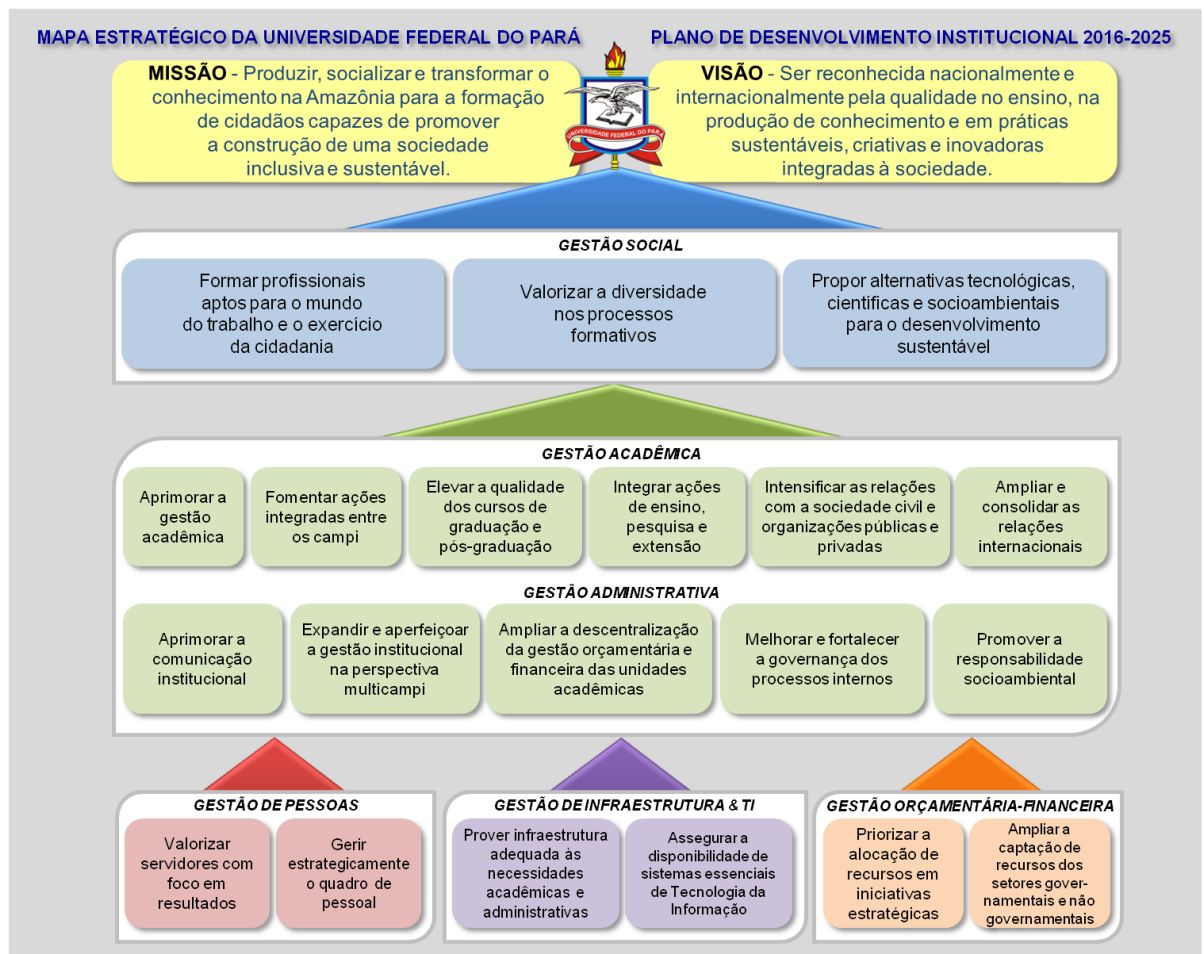 MAPA ESTRATÉGICO DA UNIVERSIDADE FEDERAL DO PARÁ
PLANO DE DESENVOLVIMENTO INSTITUCIONAL 2016-2025
MISSÃO - Produzir, socializar e transformar o
conhecimento na Amazônia para a formação
de cidadãos capazes de promover
a construção de uma sociedade
inclusiva e sustentável.
UNIVERSIDADE FEDERAL DO PARÁ
VISÃO - Ser reconhecida nacionalmente e
internacionalmente pela qualidade no ensino, na
produção de conhecimento e em práticas
sustentáveis, criativas e inovadoras
integradas à sociedade.
GESTÃO SOCIAL
Formar profissionais
aptos para o mundo
do trabalho e o exercício
da cidadania
Valorizar a diversidade
nos processos
formativos
Propor alternativas tecnológicas,
científicas e socioambientais
para o desenvolvimento
sustentável
GESTÃO ACADÊMICA
Aprimorar a
gestão
acadêmica
Fomentar ações
integradas entre
os campi
Elevar a qualidade
dos cursos de
graduação e
pós-graduação
Integrar ações
de ensino,
pesquisa e
extensão
Intensificar as relações
com a sociedade civil e
organizações públicas e
privadas
Ampliar e
consolidar as
relações
internacionais
GESTÃO ADMINISTRATIVA
Aprimorar a
comunicação
institucional
Expandir e aperfeiçoar
a gestão institucional
na perspectiva
multicampi
Ampliar a descentralização
da gestão orçamentária e
financeira das unidades
acadêmicas
Melhorar e fortalecer
a governança dos
processos internos
Promover a
responsabilidade
socioambiental
GESTÃO DE PESSOAS
Valorizar
servidores com
foco em
resultados
Gerir
estrategicamente
o quadro de
pessoal
GESTÃO DE INFRAESTRUTURA & TI
Prover infraestrutura
adequada às
necessidades
acadêmicas e
administrativas
Assegurar a
disponibilidade de
sistemas essenciais
de Tecnologia da
Informação
GESTÃO ORÇAMENTÁRIA-FINANCEIRA
Priorizar a
alocação de
recursos em
iniciativas
estratégicas
Ampliar a
captação de
recursos dos
setores gover-
namentais e não
governamentais